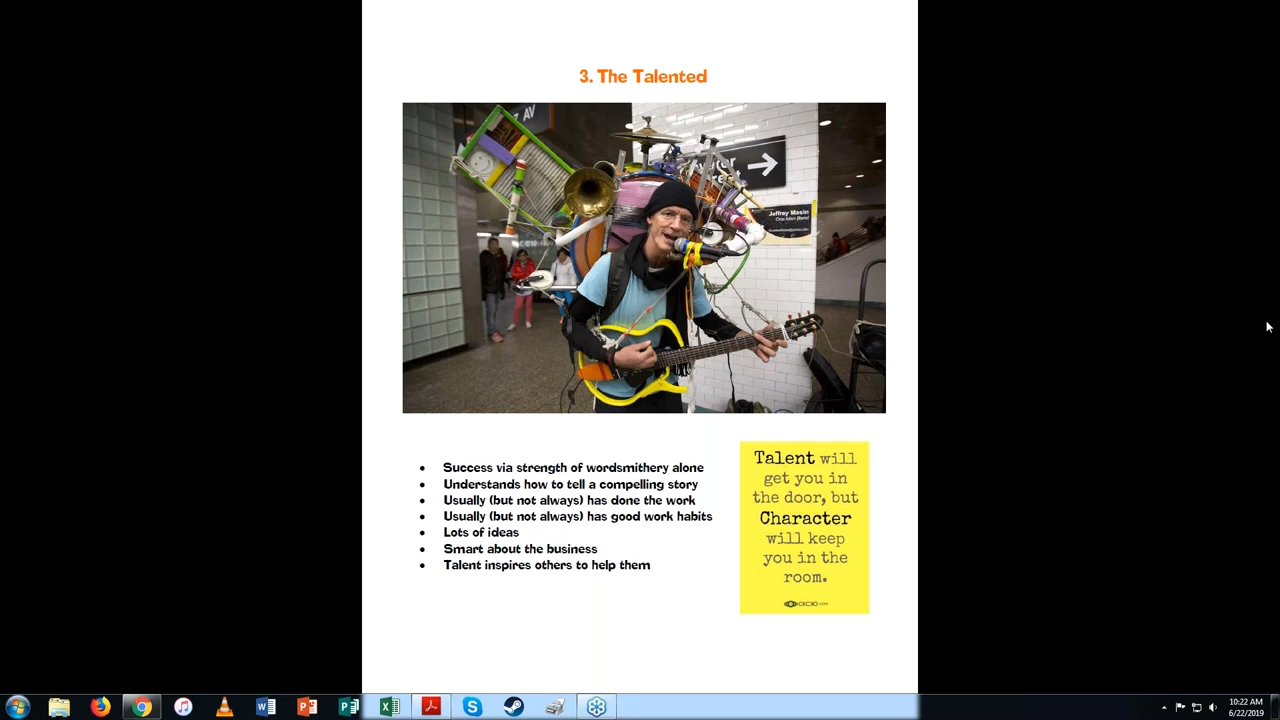 3. The Talented
AV
Jeffrey Masin
One Man Band
• Success via strength of wordsmithery alone
• Understands how to tell a compelling story
• Usually (but not always) has done the work
• Usually (but not always) has good work habits
• Lots of ideas
• Smart about the business
• Talent inspires others to help them
Talent will
get you in
the door, but
Character
will keep
you in the
room.
10:22 AM
6/22/2019